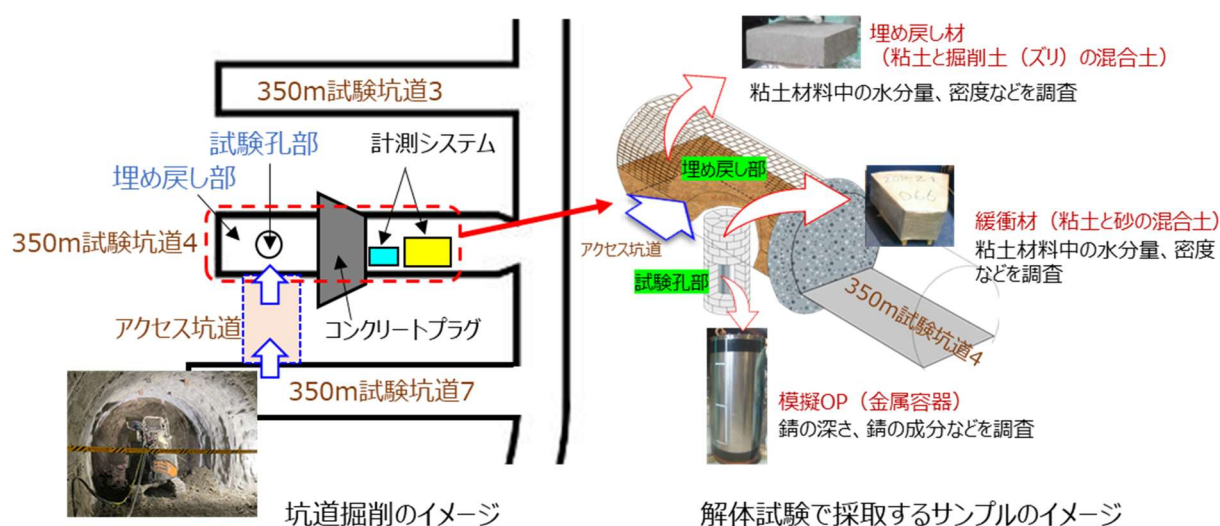 350m試験坑道3
試験孔部
計測システム
埋め戻し部
350m試験坑道4
アクセス坑道
コンクリートプラグ
350m試験坑道7
坑道掘削のイメージ
埋め戻し材
（粘土と掘削土（ズリ）の混合土）
粘土材料中の水分量、密度などを調査
埋め戻し部
アクセス坑道
試験孔部
066
緩衝材（粘土と砂の混合土）
粘土材料中の水分量、密度
などを調査
350m試験坑道4
模擬OP（金属容器）
錆の深さ、錆の成分などを調査
解体試験で採取するサンプルのイメージ